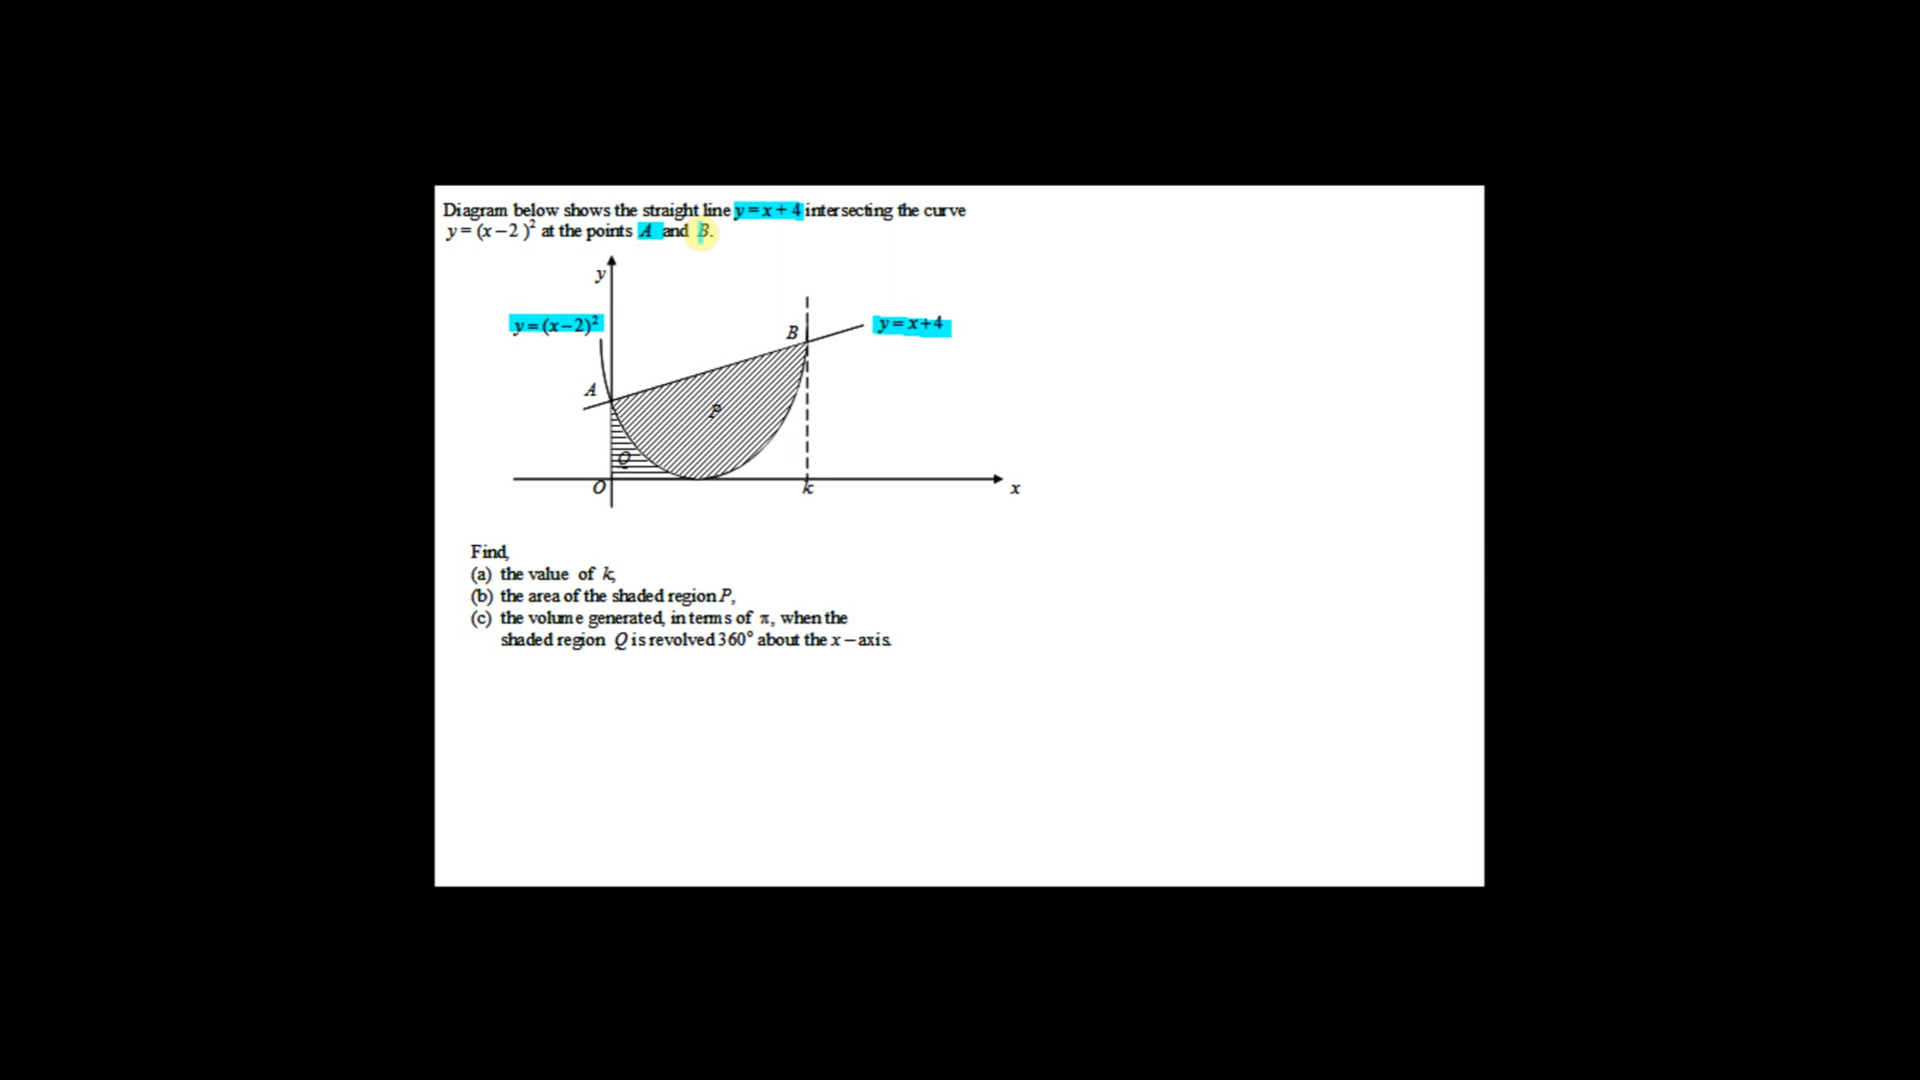 Diagram below shows the straight line y = x + 4 intersecting the curve
y = (x – 2)² at the points A and B.
y
y = (x – 2)²
B
y = x + 4
A
P
Q
O
k
x
Find,
(a) the value of k,
(b) the area of the shaded region P,
(c) the volume generated, in terms of π, when the
shaded region Q is revolved 360° about the x – axis.